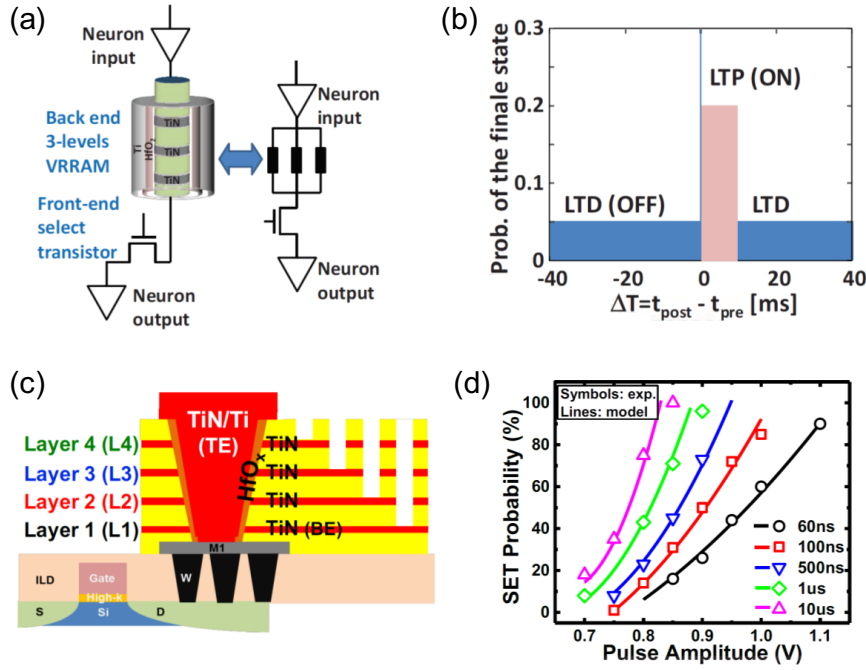 (a)
Neuron
input
Back end
3-levels
VRRAM
Ti
HfO₂
TiN
TiN
TiN
Front-end
select
transistor
Neuron
output
Neuron
input
Neuron
output
(b)
Prob. of the finale state
0.3
0.2
0.1
0
LTP (ON)
LTD (OFF)
LTD
-40
-20
0
20
40
ΔT=t_post - t_pre [ms]
(c)
TiN/Ti
(TE)
HfOₓ
Layer 4 (L4)
TiN
Layer 3 (L3)
TiN
Layer 2 (L2)
TiN
Layer 1 (L1)
TiN (BE)
M1
ILD
Gate
High-k
W
S
Si
D
(d)
SET Probability (%)
100
80
60
40
20
0
Symbols: exp.
Lines: model
60ns
100ns
500ns
1us
10us
0.7
0.8
0.9
1.0
1.1
Pulse Amplitude (V)